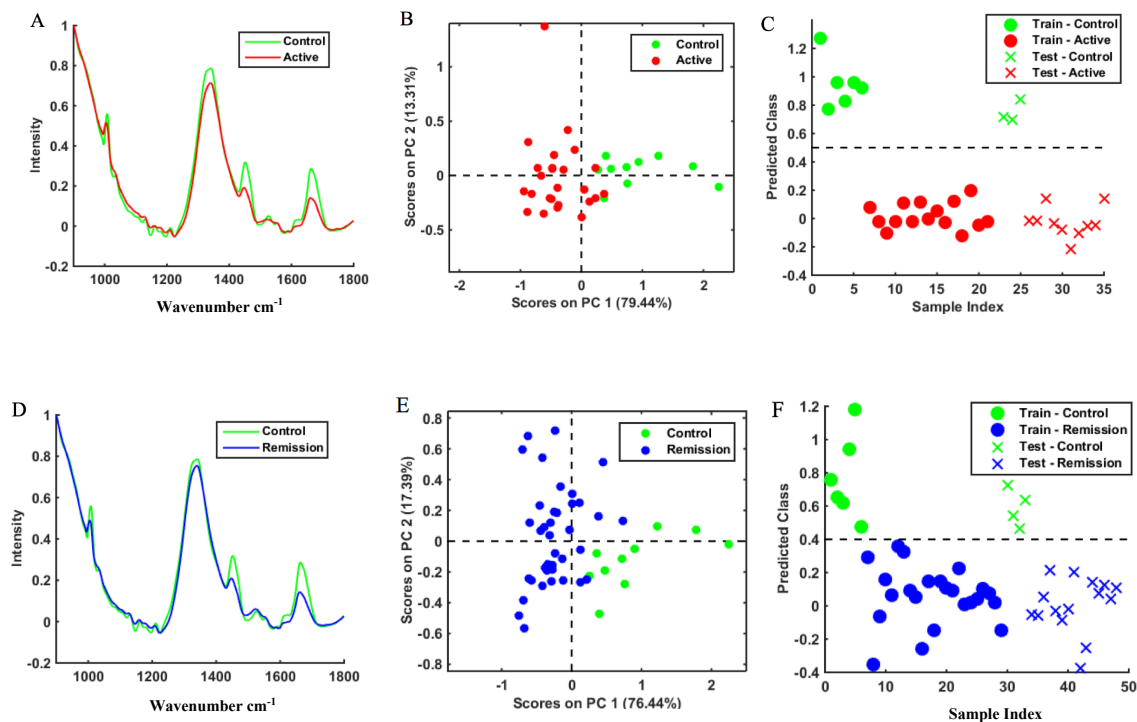 A
Control
Active
Intensity
1
0.8
0.6
0.4
0.2
0
-0.2
1000 1200 1400 1600 1800
Wavenumber cm-1
B
Control
Active
Scores on PC 2 (13.31%)
0.5
0
-0.5
-2 -1 0 1 2
Scores on PC 1 (79.44%)
C
Train - Control
Train - Active
Test - Control
Test - Active
Predicted Class
1.2
1
0.8
0.6
0.4
0.2
0
-0.2
-0.4
0 5 10 15 20 25 30 35
Sample Index
D
Control
Remission
Intensity
1
0.8
0.6
0.4
0.2
0
-0.2
1000 1200 1400 1600 1800
Wavenumber cm-1
E
Control
Remission
Scores on PC 2 (17.39%)
0.8
0.6
0.4
0.2
0
-0.2
-0.4
-0.6
-0.8
-1 0 1 2
Scores on PC 1 (76.44%)
F
Train - Control
Train - Remission
Test - Control
Test - Remission
Predicted Class
1.2
1
0.8
0.6
0.4
0.2
0
-0.2
-0.4
0 10 20 30 40 50
Sample Index